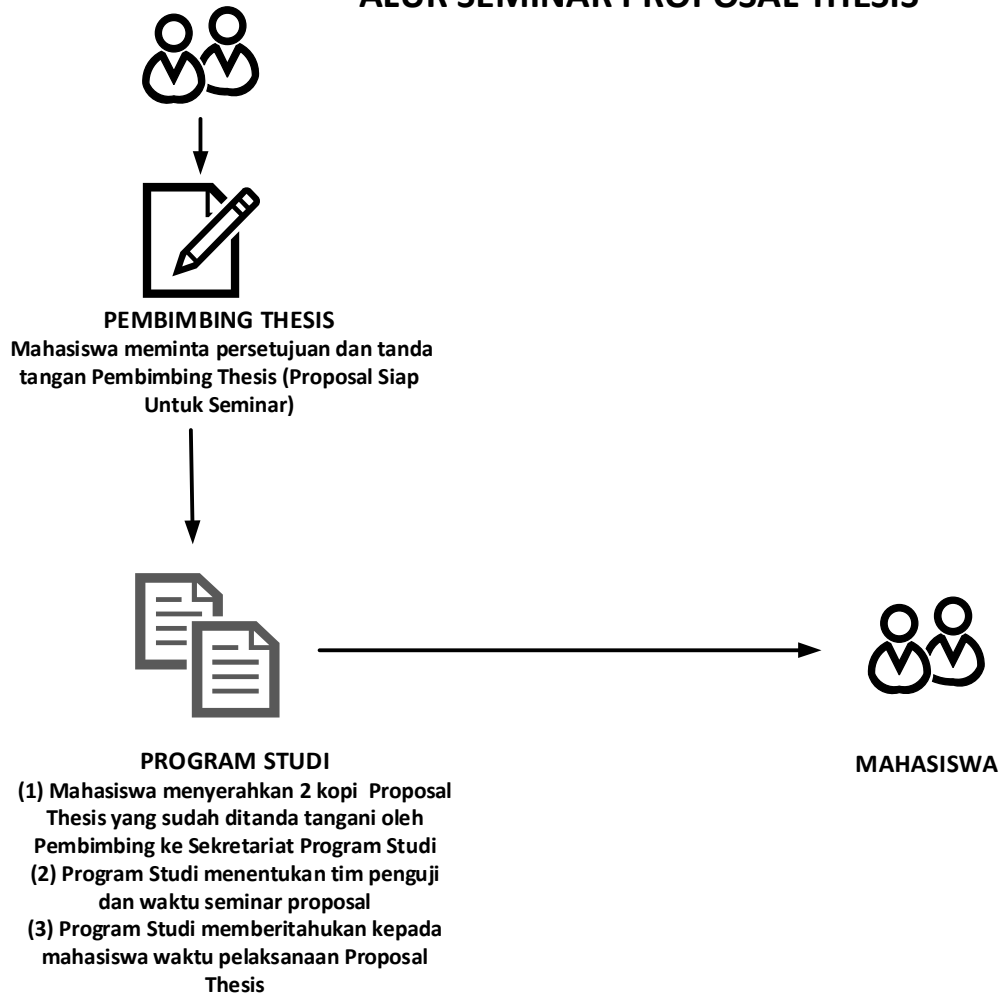 ALUR SEMINAR PROPOSAL THESIS
PEMBIMBING THESIS
Mahasiswa meminta persetujuan dan tanda
tangan Pembimbing Thesis (Proposal Siap
Untuk Seminar)
PROGRAM STUDI
(1) Mahasiswa menyerahkan 2 kopi Proposal
Thesis yang sudah ditanda tangani oleh
Pembimbing ke Sekretariat Program Studi
(2) Program Studi menentukan tim penguji
dan waktu seminar proposal
(3) Program Studi memberitahukan kepada
mahasiswa waktu pelaksanaan Proposal
Thesis
MAHASISWA